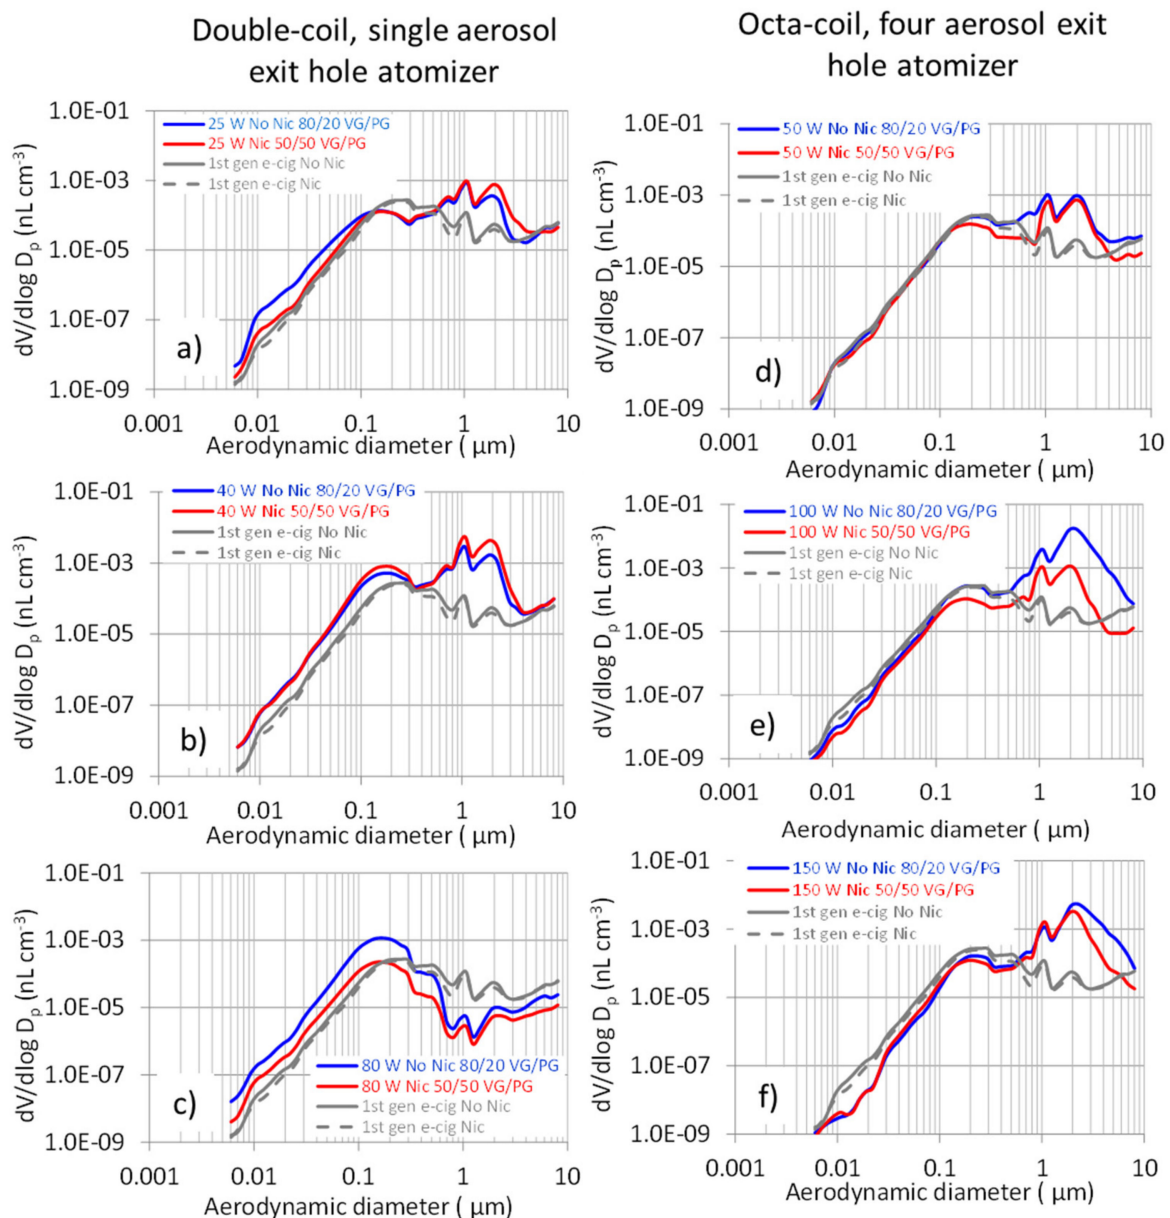 Double-coil, single aerosol
exit hole atomizer
Octa-coil, four aerosol exit
hole atomizer
dV/dlog Dp (nL cm-3)
1.0E-01
1.0E-03
1.0E-05
1.0E-07
1.0E-09
25 W No Nic 80/20 VG/PG
25 W Nic 50/50 VG/PG
1st gen e-cig No Nic
1st gen e-cig Nic
a)
0.001 0.01 0.1 1 10
Aerodynamic diameter ( μm)
dV/dlog Dp (nL cm-3)
1.0E-01
1.0E-03
1.0E-05
1.0E-07
1.0E-09
50 W No Nic 80/20 VG/PG
50 W Nic 50/50 VG/PG
1st gen e-cig No Nic
1st gen e-cig Nic
d)
0.001 0.01 0.1 1 10
Aerodynamic diameter ( μm)
dV/dlog Dp (nL cm-3)
1.0E-01
1.0E-03
1.0E-05
1.0E-07
1.0E-09
40 W No Nic 80/20 VG/PG
40 W Nic 50/50 VG/PG
1st gen e-cig No Nic
1st gen e-cig Nic
b)
0.001 0.01 0.1 1 10
Aerodynamic diameter ( μm)
dV/dlog Dp (nL cm-3)
1.0E-01
1.0E-03
1.0E-05
1.0E-07
1.0E-09
100 W No Nic 80/20 VG/PG
100 W Nic 50/50 VG/PG
1st gen e-cig No Nic
1st gen e-cig Nic
e)
0.001 0.01 0.1 1 10
Aerodynamic diameter ( μm)
dV/dlog Dp (nL cm-3)
1.0E-01
1.0E-03
1.0E-05
1.0E-07
1.0E-09
80 W No Nic 80/20 VG/PG
80 W Nic 50/50 VG/PG
1st gen e-cig No Nic
1st gen e-cig Nic
c)
0.001 0.01 0.1 1 10
Aerodynamic diameter ( μm)
dV/dlog Dp (nL cm-3)
1.0E-01
1.0E-03
1.0E-05
1.0E-07
1.0E-09
150 W No Nic 80/20 VG/PG
150 W Nic 50/50 VG/PG
1st gen e-cig No Nic
1st gen e-cig Nic
f)
0.001 0.01 0.1 1 10
Aerodynamic diameter ( μm)